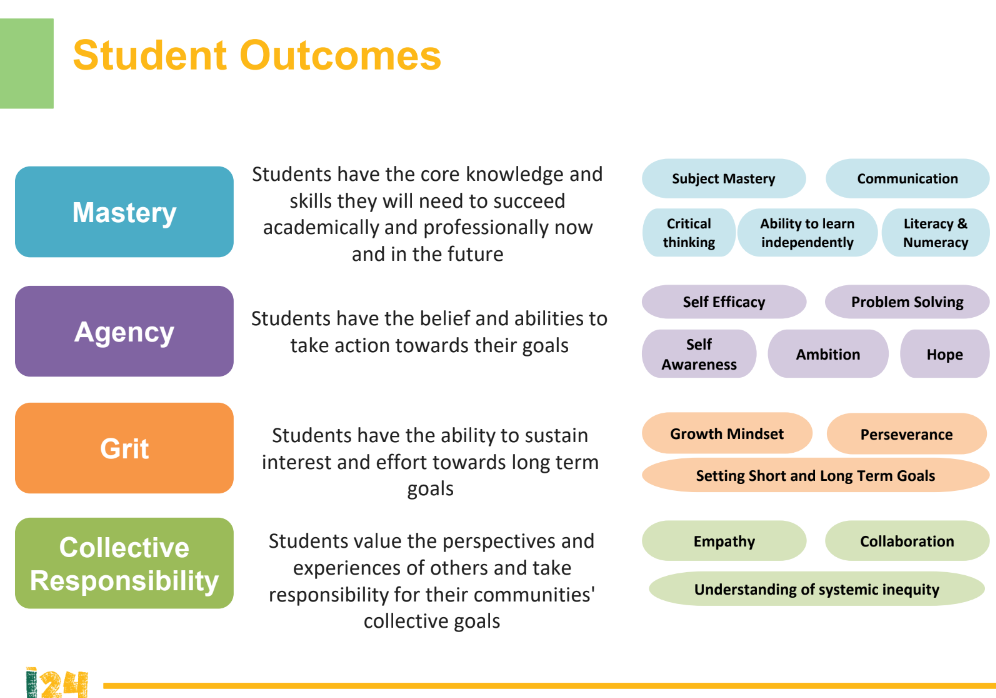 Student Outcomes
Mastery
Students have the core knowledge and
skills they will need to succeed
academically and professionally now
and in the future
Subject Mastery
Communication
Critical
thinking
Ability to learn
independently
Literacy &
Numeracy
Agency
Students have the belief and abilities to
take action towards their goals
Self Efficacy
Problem Solving
Self
Awareness
Ambition
Hope
Grit
Students have the ability to sustain
interest and effort towards long term
goals
Growth Mindset
Perseverance
Setting Short and Long Term Goals
Collective
Responsibility
Students value the perspectives and
experiences of others and take
responsibility for their communities'
collective goals
Empathy
Collaboration
Understanding of systemic inequity